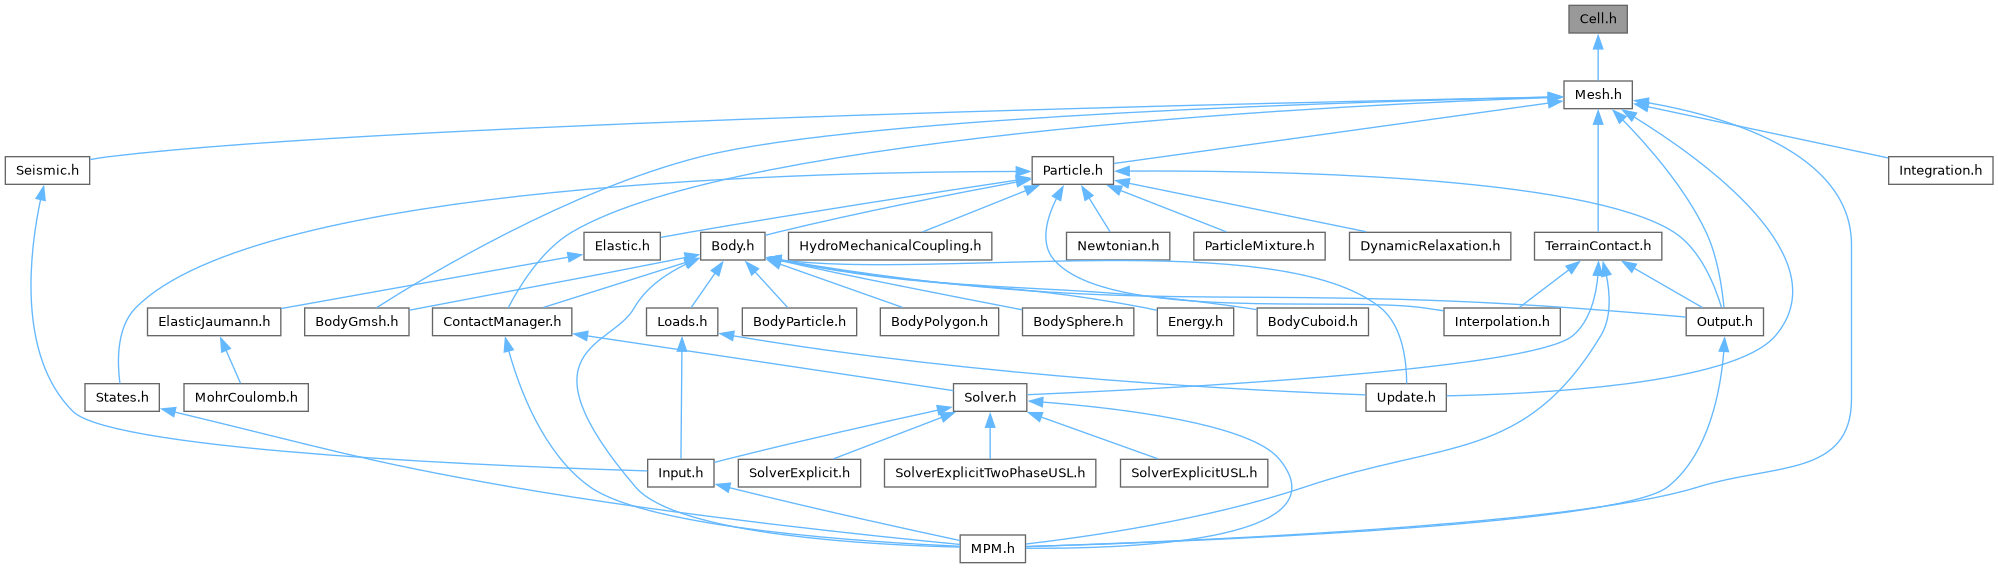 Cell.h
Mesh.h
Seismic.h
Particle.h
Integration.h
Elastic.h
Body.h
HydroMechanicalCoupling.h
Newtonian.h
ParticleMixture.h
DynamicRelaxation.h
TerrainContact.h
ElasticJaumann.h
BodyGmsh.h
ContactManager.h
Loads.h
BodyParticle.h
BodyPolygon.h
BodySphere.h
Energy.h
BodyCuboid.h
Interpolation.h
Output.h
States.h
MohrCoulomb.h
Solver.h
Update.h
Input.h
SolverExplicit.h
SolverExplicitTwoPhaseUSL.h
SolverExplicitUSL.h
MPM.h